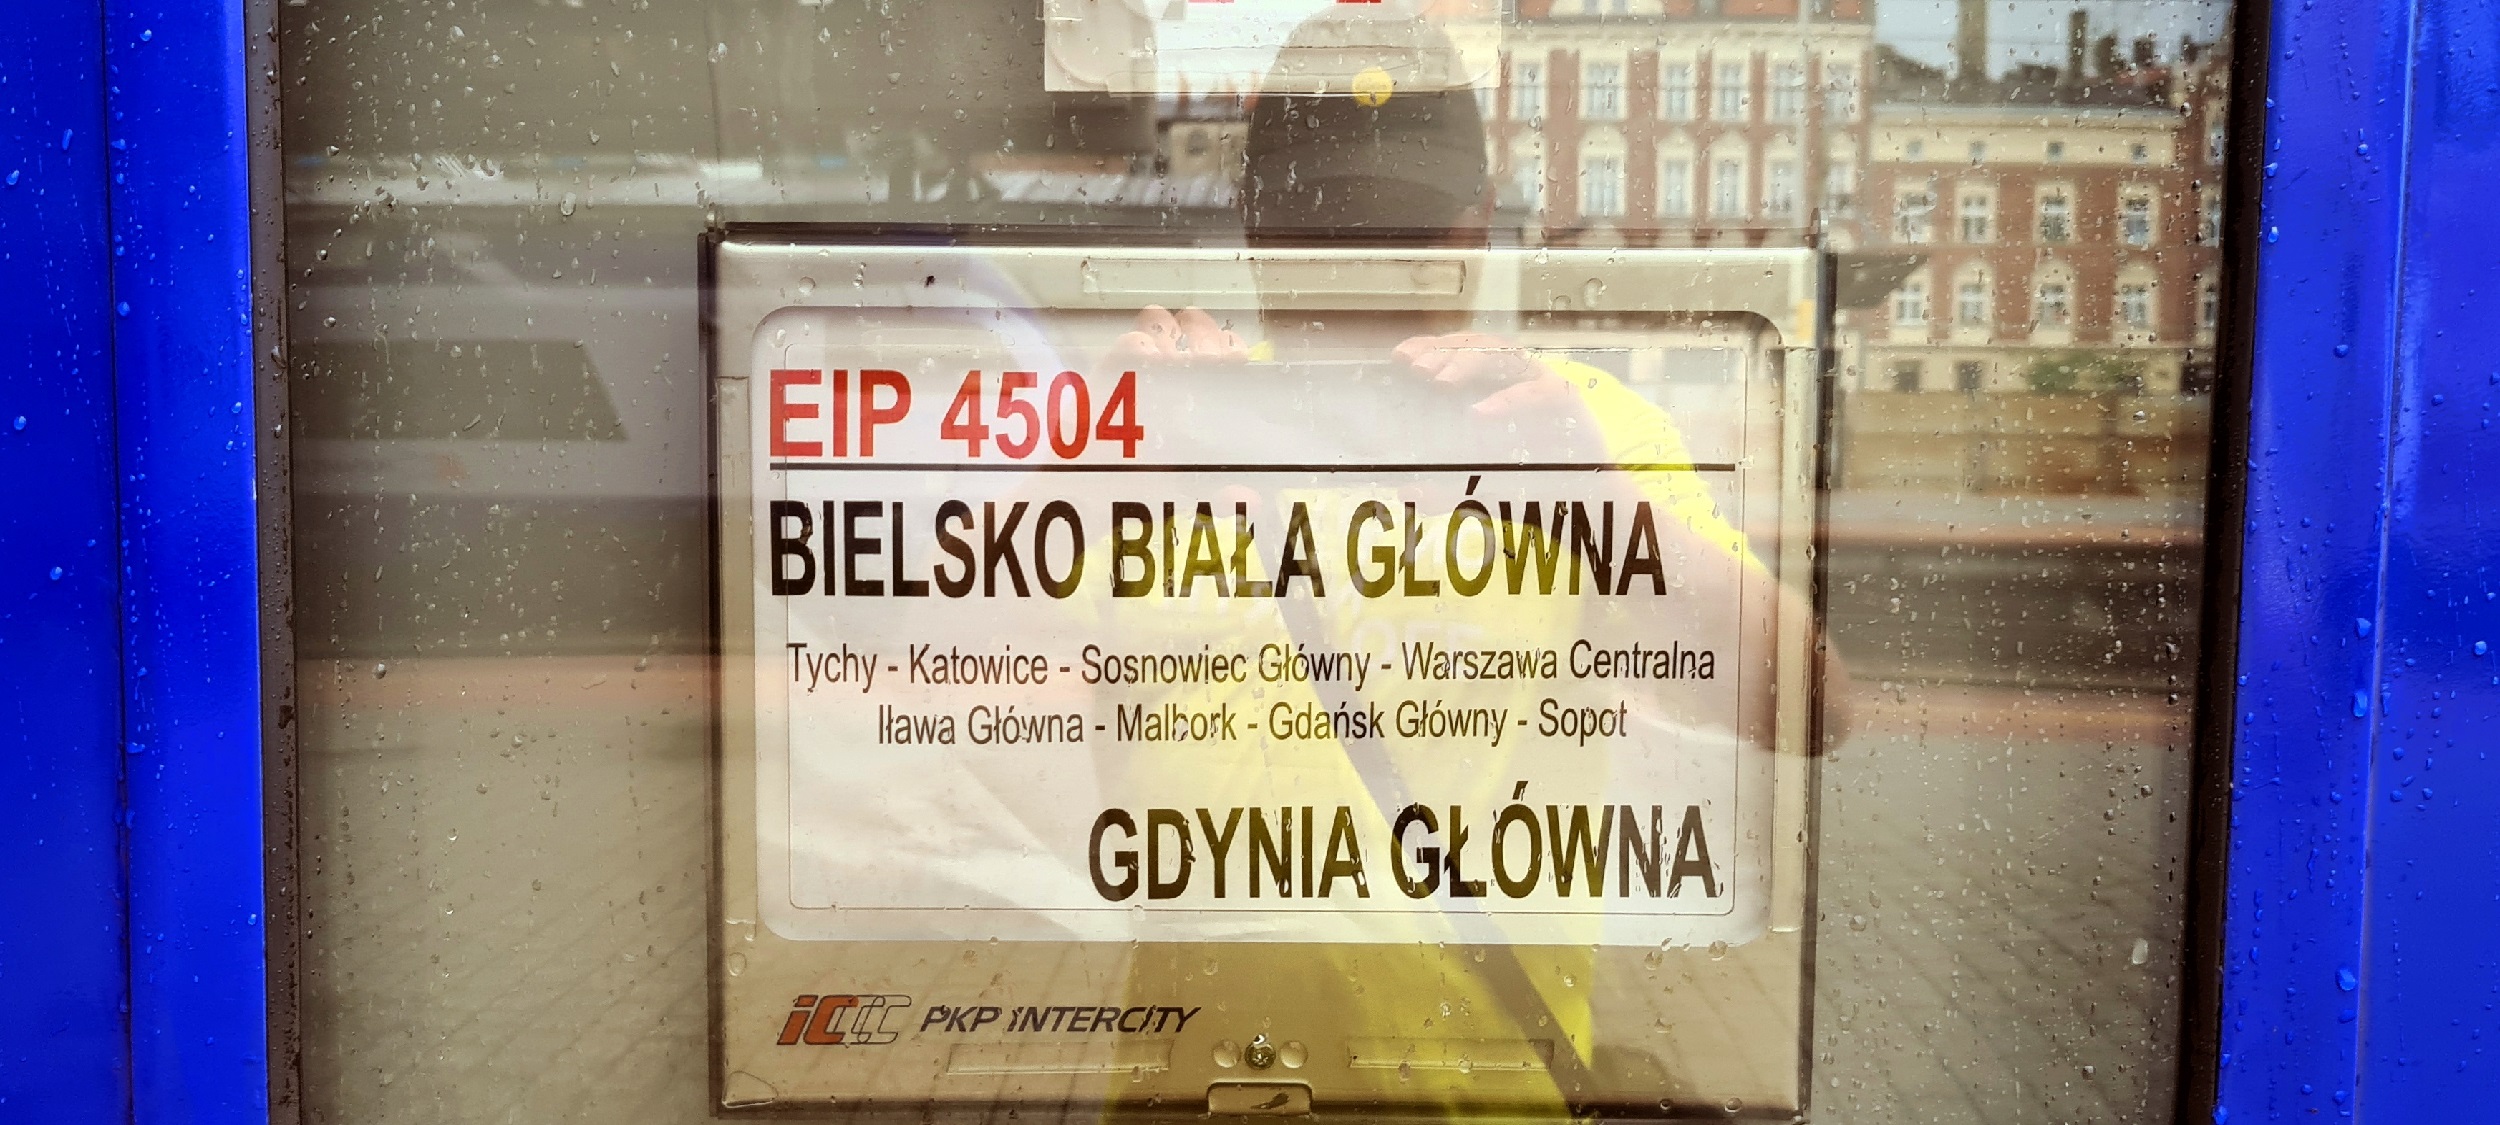 EIP 4504
BIELSKO BIAŁA GŁÓWNA
Tychy - Katowice - Sosnowiec Główny - Warszawa Centralna
Iława Główna - Malbork - Gdańsk Główny - Sopot
GDYNIA GŁÓWNA
iC PKP INTERCITY